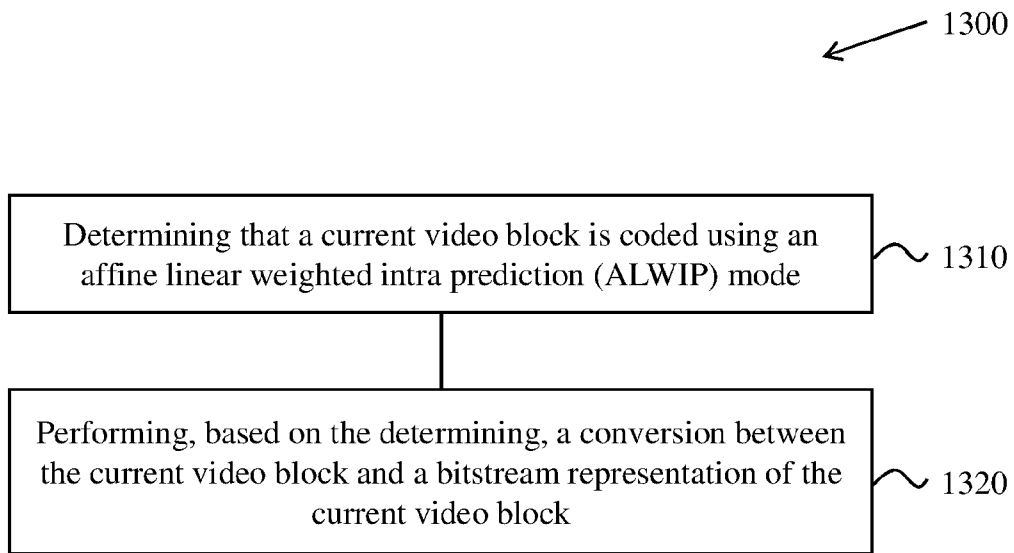 1300
Determining that a current video block is coded using an
affine linear weighted intra prediction (ALWIP) mode
1310
Performing, based on the determining, a conversion between
the current video block and a bitstream representation of the
current video block
1320